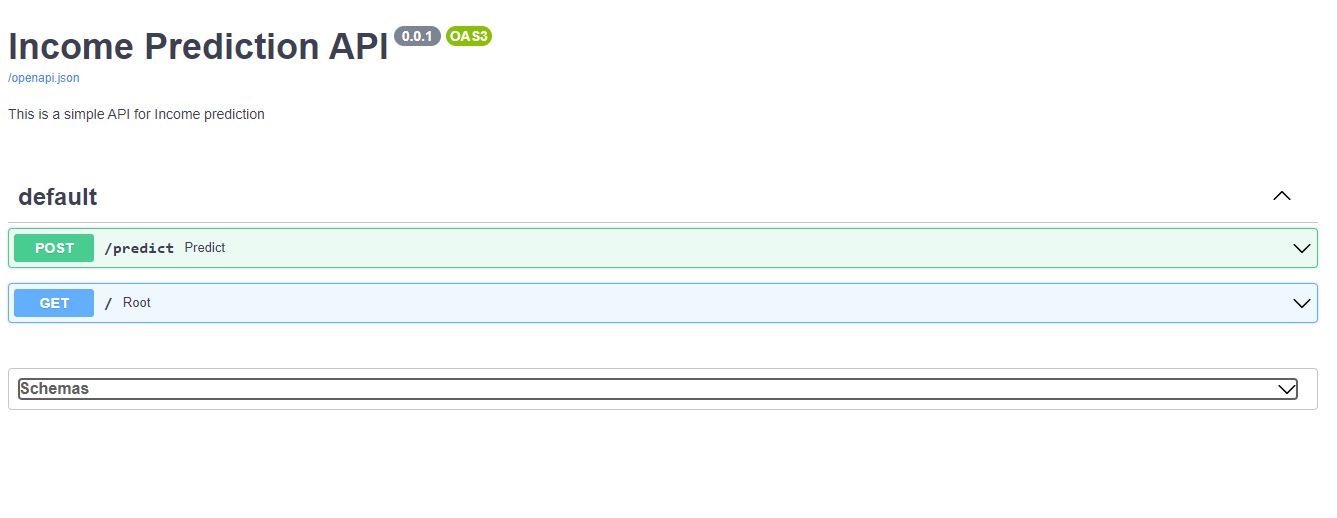 Income Prediction API 0.0.1 OAS3
/openapi.json
This is a simple API for Income prediction
default
POST /predict Predict
GET / Root
Schemas